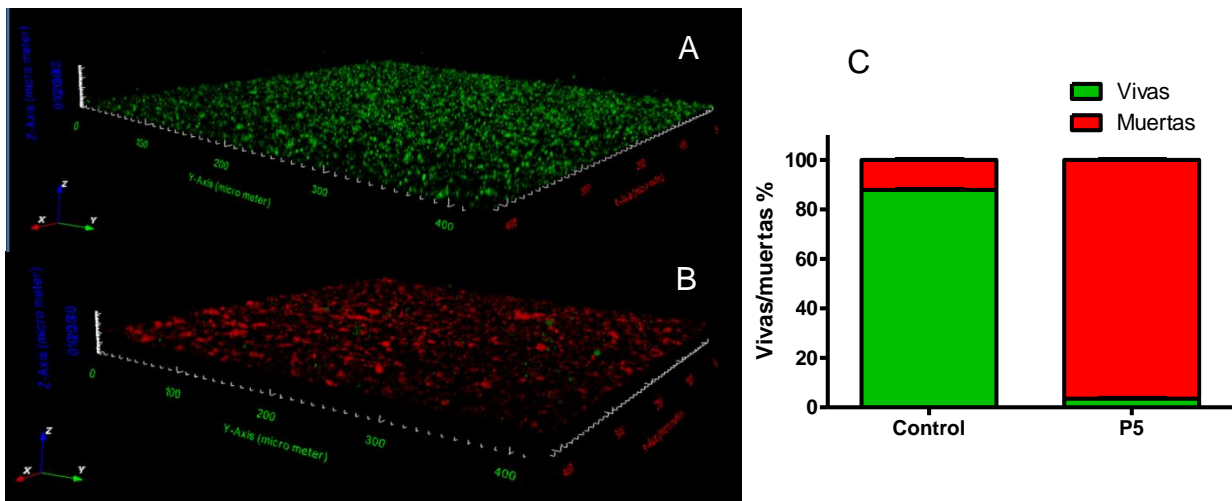 A
Z-Axis (micro meter)
0
100
200
300
400
Y-Axis (micro meter)
Z
X
Y
B
Z-Axis (micro meter)
0
100
200
300
400
Y-Axis (micro meter)
Z
X
Y
C
Vivas
Muertas
Vivas/muertas %
100
80
60
40
20
0
Control
P5